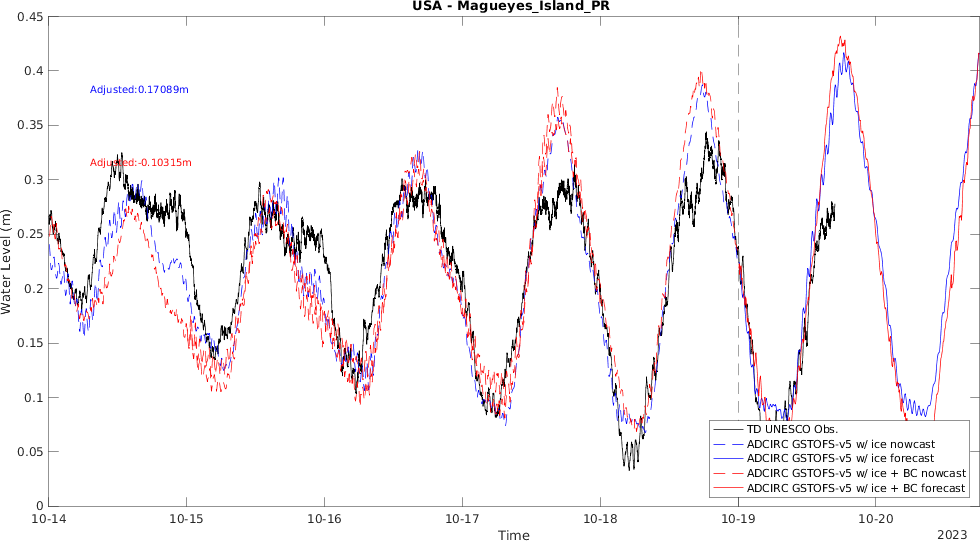 USA - Magueyes_Island_PR
0.45
0.4
0.35
0.3
0.25
0.2
0.15
0.1
0.05
0
Water Level (m)
Adjusted:0.17089m
Adjusted:-0.10315m
TD UNESCO Obs.
ADCIRC GSTOFS-v5 w/ ice nowcast
ADCIRC GSTOFS-v5 w/ ice forecast
ADCIRC GSTOFS-v5 w/ ice + BC nowcast
ADCIRC GSTOFS-v5 w/ ice + BC forecast
10-14 10-15 10-16 10-17 10-18 10-19 10-20
Time
2023